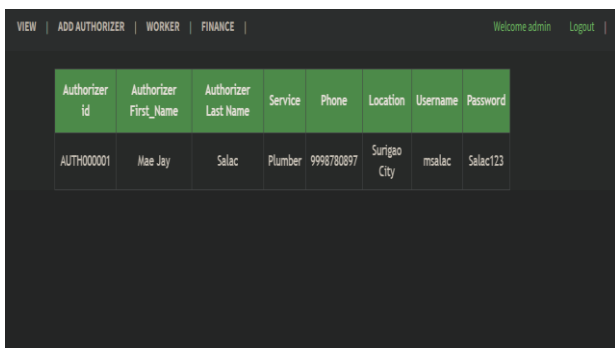 VIEW | ADD AUTHORIZER | WORKER | FINANCE | Welcome admin Logout |
Authorizer id Authorizer First_Name Authorizer Last Name Service Phone Location Username Password
AUTH000001 Mae Jay Salac Plumber 9998780897 Surigao City msalac Salac123